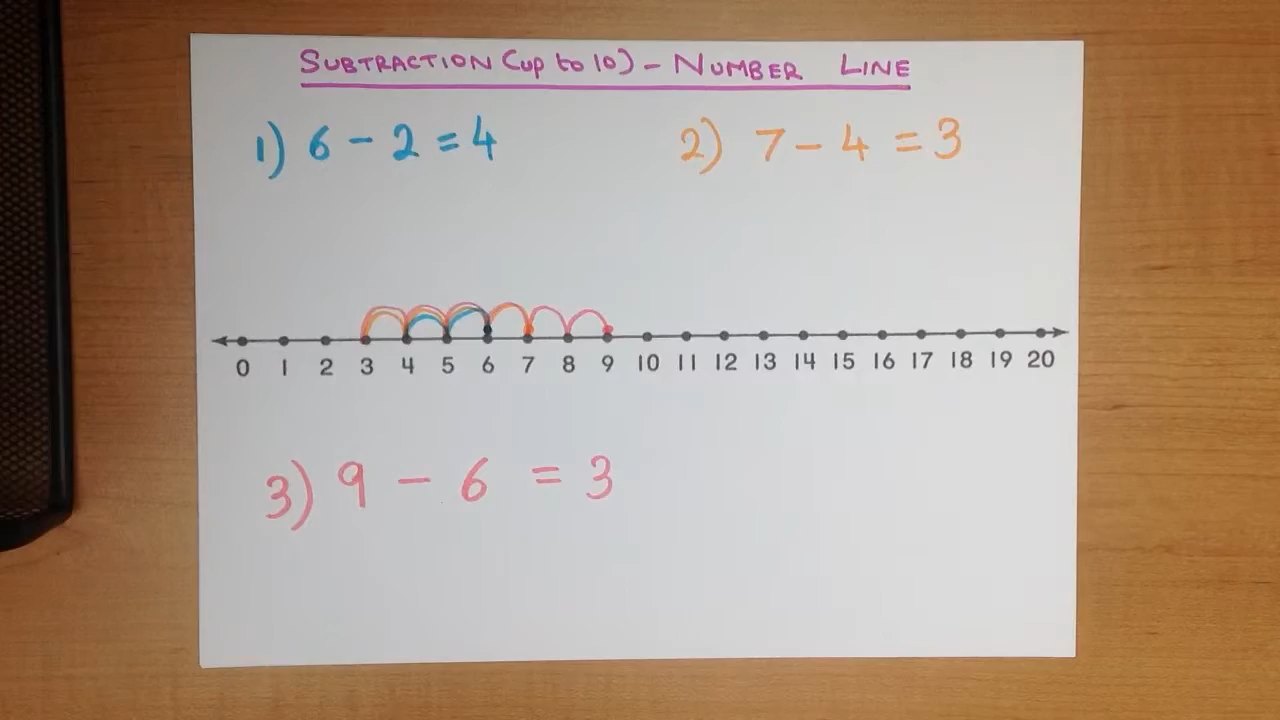 SUBTRACTION (up to 10) - NUMBER LINE
1) 6 - 2 = 4
2) 7 - 4 = 3
0 1 2 3 4 5 6 7 8 9 10 11 12 13 14 15 16 17 18 19 20
3) 9 - 6 = 3